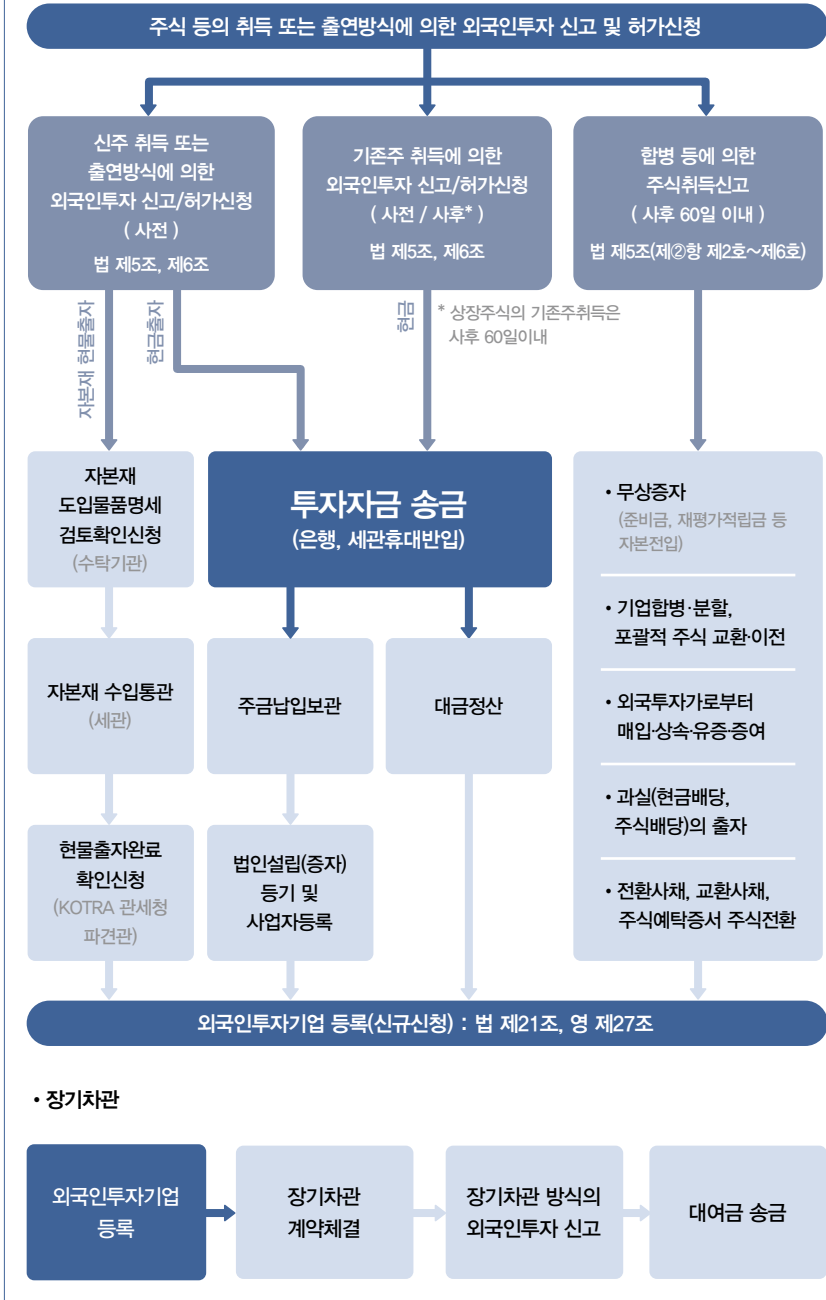 주식 등의 취득 또는 출연방식에 의한 외국인투자 신고 및 허가신청
신주 취득 또는
출연방식에 의한
외국인투자 신고/허가신청
( 사전 )
법 제5조, 제6조
기존주 취득에 의한
외국인투자 신고/허가신청
( 사전 / 사후* )
법 제5조, 제6조
합병 등에 의한
주식취득신고
( 사후 60일 이내 )
법 제5조(제②항 제2호~제6호)
자본재 현물출자
현금출자
현금
* 상장주식의 기존주취득은
사후 60일이내
자본재
도입물품명세
검토확인신청
(수탁기관)
투자자금 송금
(은행, 세관휴대반입)
• 무상증자
(준비금, 재평가적립금 등
자본전입)
• 기업합병·분할,
포괄적 주식 교환·이전
• 외국투자가로부터
매입·상속·유증·증여
• 과실(현금배당,
주식배당)의 출자
• 전환사채, 교환사채,
주식예탁증서 주식전환
자본재 수입통관
(세관)
주금납입보관
대금정산
현물출자완료
확인신청
(KOTRA 관세청
파견관)
법인설립(증자)
등기 및
사업자등록
외국인투자기업 등록(신규신청) : 법 제21조, 영 제27조
• 장기차관
외국인투자기업
등록
장기차관
계약체결
장기차관 방식의
외국인투자 신고
대여금 송금